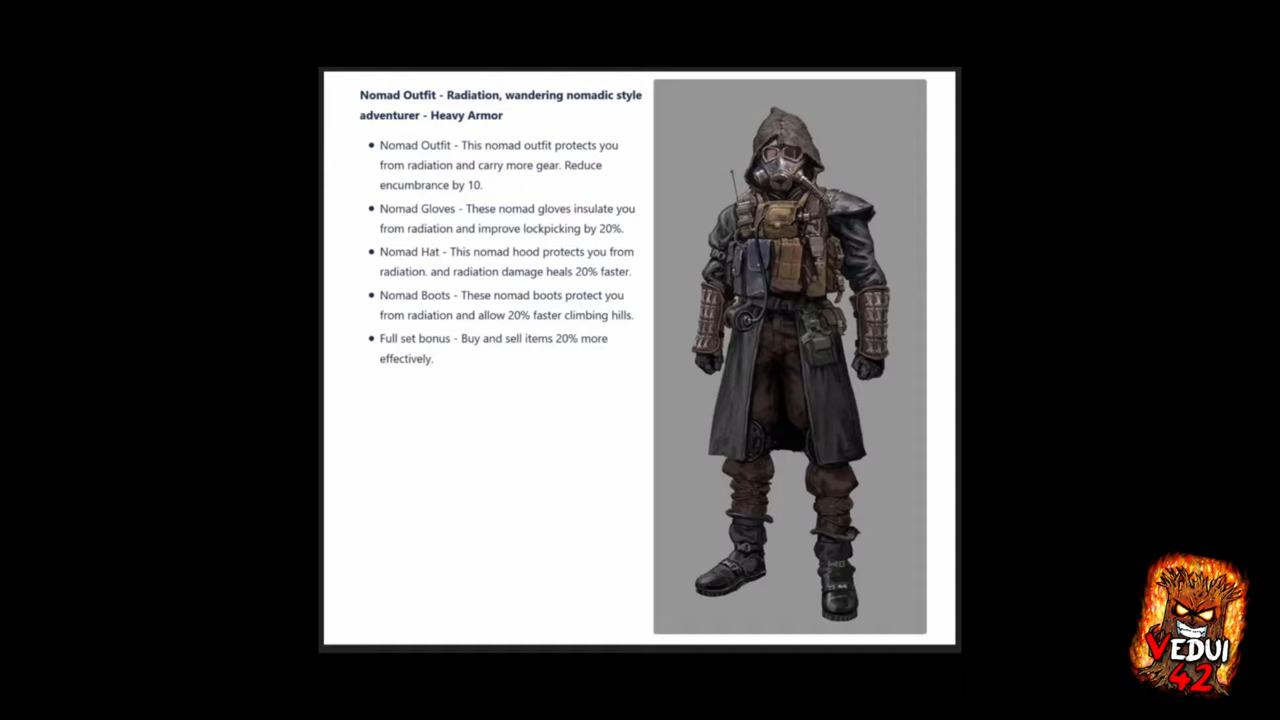 Nomad Outfit - Radiation, wandering nomadic style
adventurer - Heavy Armor
• Nomad Outfit - This nomad outfit protects you
from radiation and carry more gear. Reduce
encumbrance by 10.
• Nomad Gloves - These nomad gloves insulate you
from radiation and improve lockpicking by 20%.
• Nomad Hat - This nomad hood protects you from
radiation. and radiation damage heals 20% faster.
• Nomad Boots - These nomad boots protect you
from radiation and allow 20% faster climbing hills.
• Full set bonus - Buy and sell items 20% more
effectively.
VEDUI
42